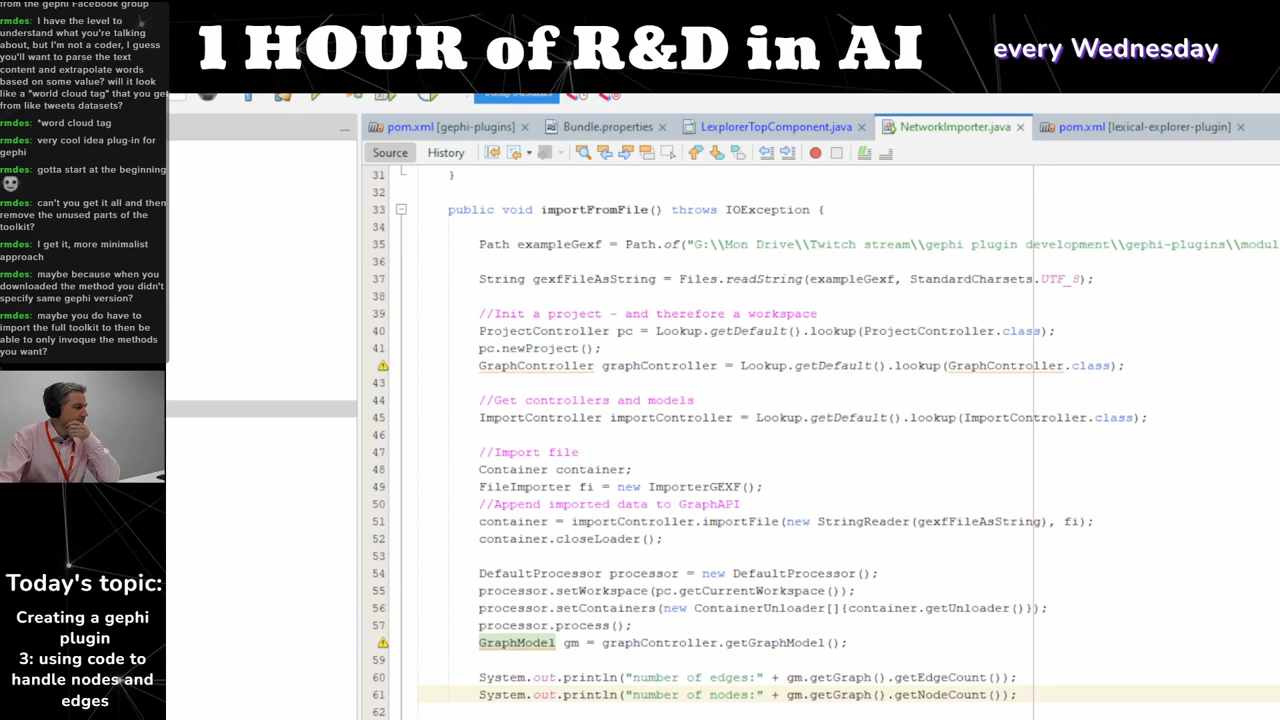 from the gephi Facebook group
rmdes: I have the level to
understand what you're talking
about, but I'm not a coder, I guess
you'll want to parse the text
content and extrapolate words
based on some value? will it look
like a "world cloud tag" that you get
from like tweets datasets?
rmdes: *word cloud tag
rmdes: very cool idea plug-in for
gephi
rmdes: gotta start at the beginning
rmdes: can't you get it all and then
remove the unused parts of the
toolkit?
rmdes: I get it, more minimalist
approach
rmdes: maybe because when you
downloaded the method you didn't
specify same gephi version?
rmdes: maybe you do have to
import the full toolkit to then be
able to only invoque the methods
you want?
1 HOUR of R&D in AI
every Wednesday
pom.xml [gephi-plugins]
Bundle.properties
LexplorerTopComponent.java
NetworkImporter.java
pom.xml [lexical-explorer-plugin]
Source
History
31 }
32
33 public void importFromFile() throws IOException {
34
35 Path exampleGexf = Path.of("G:\\Mon Drive\\Twitch stream\\gephi plugin development\\gephi-plugins\\modul
36
37 String gexfFileAsString = Files.readString(exampleGexf, StandardCharsets.UTF_8);
38
39 //Init a project - and therefore a workspace
40 ProjectController pc = Lookup.getDefault().lookup(ProjectController.class);
41 pc.newProject();
GraphController graphController = Lookup.getDefault().lookup(GraphController.class);
43
44 //Get controllers and models
45 ImportController importController = Lookup.getDefault().lookup(ImportController.class);
46
47 //Import file
48 Container container;
49 FileImporter fi = new ImporterGEXF();
50 //Append imported data to GraphAPI
51 container = importController.importFile(new StringReader(gexfFileAsString), fi);
52 container.closeLoader();
53
54 DefaultProcessor processor = new DefaultProcessor();
55 processor.setWorkspace(pc.getCurrentWorkspace());
56 processor.setContainers(new ContainerUnloader[]{container.getUnloader()});
57 processor.process();
GraphModel gm = graphController.getGraphModel();
59
60 System.out.println("number of edges:" + gm.getGraph().getEdgeCount());
61 System.out.println("number of nodes:" + gm.getGraph().getNodeCount());
62
Today's topic:
Creating a gephi
plugin
3: using code to
handle nodes and
edges